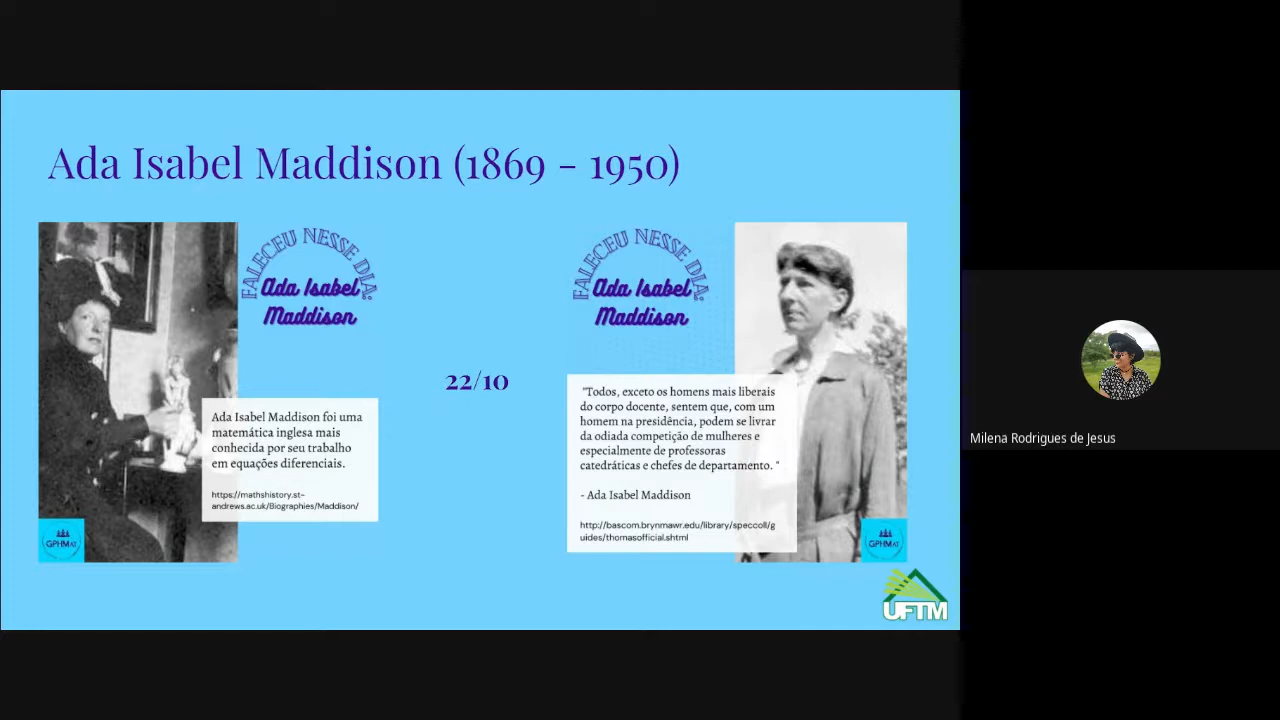 Ada Isabel Maddison (1869 - 1950)
FALECEU NESSE DIA:
Ada Isabel
Maddison
Ada Isabel Maddison foi uma
matemática inglesa mais
conhecida por seu trabalho
em equações diferenciais.
https://mathshistory.st-
andrews.ac.uk/Biographies/Maddison/
GPHMAT
22/10
FALECEU NESSE DIA:
Ada Isabel
Maddison
"Todos, exceto os homens mais liberais
do corpo docente, sentem que, com um
homem na presidência, podem se livrar
da odiada competição de mulheres e
especialmente de professoras
catedráticas e chefes de departamento. "
- Ada Isabel Maddison
http://bascom.brynmawr.edu/library/speccoll/g
uides/thomasofficial.shtml
GPHMAT
UFTM
Milena Rodrigues de Jesus